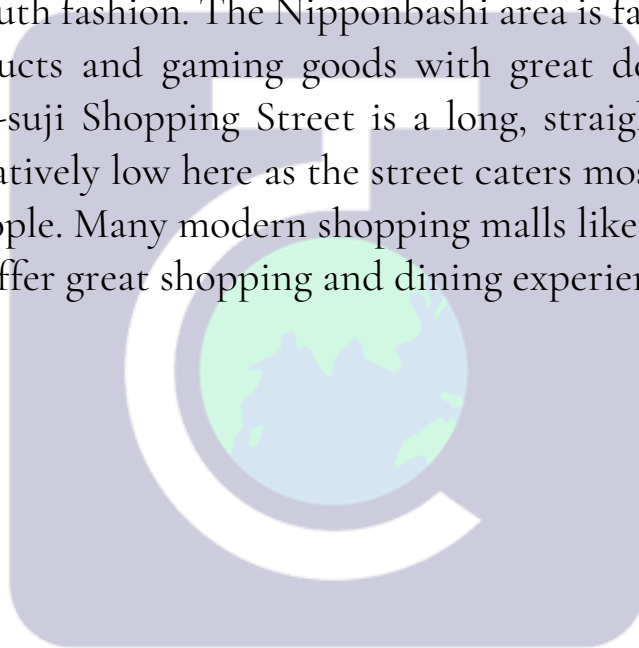 uth fashion. The Nipponbashi area is fa
ucts and gaming goods with great d
-suji Shopping Street is a long, straig
atively low here as the street caters mos
ople. Many modern shopping malls like
ffer great shopping and dining experien